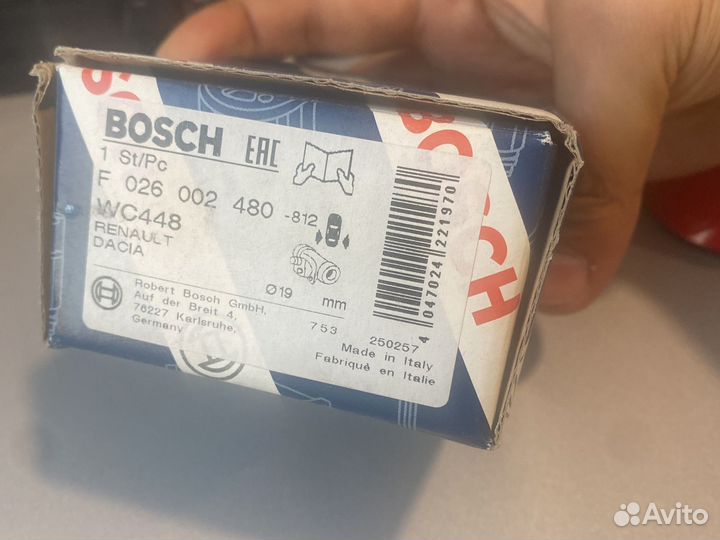 BOSCH EAC
1 St/Pc
F 026 002 480 -812
WC448
RENAULT
DACIA
Robert Bosch GmbH,
Auf der Breit 4,
76227 Karlsruhe,
Germany
Ø19 mm
753 250257
Made in Italy
Fabriqué en Italie
4 047024 221970
BOSCH
Avito